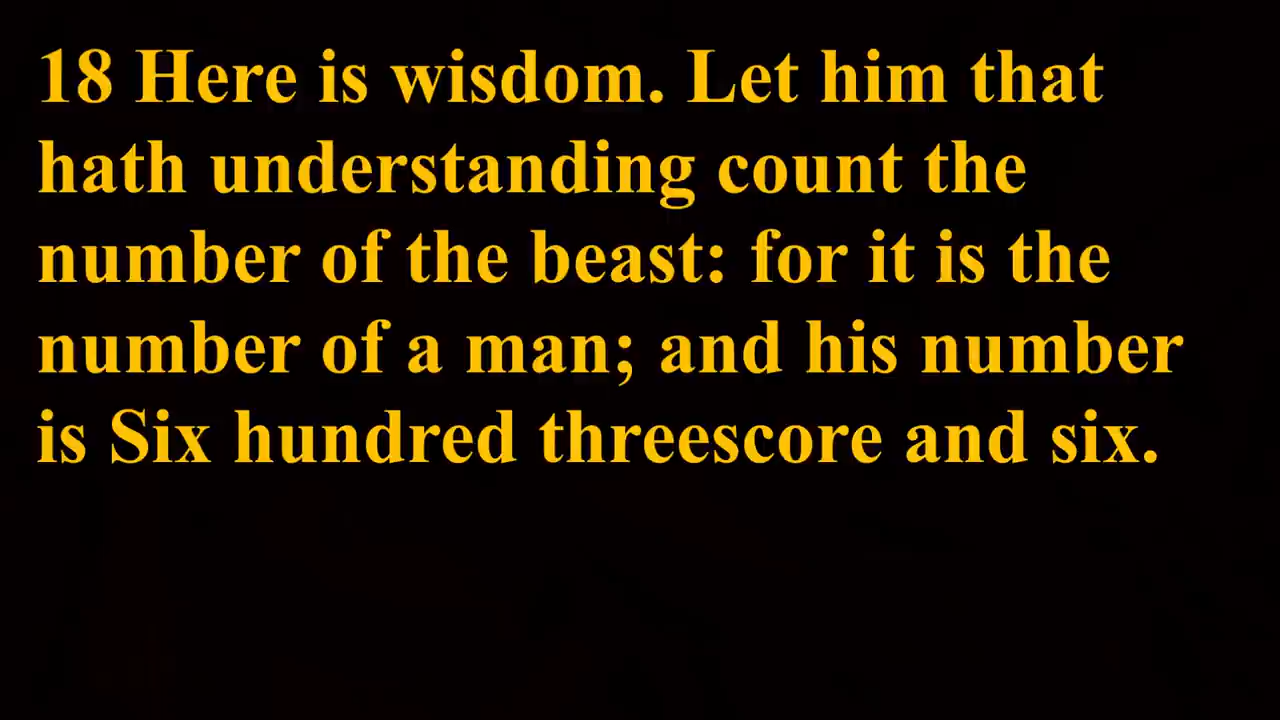 18 Here is wisdom. Let him that
hath understanding count the
number of the beast: for it is the
number of a man; and his number
is Six hundred threescore and six.